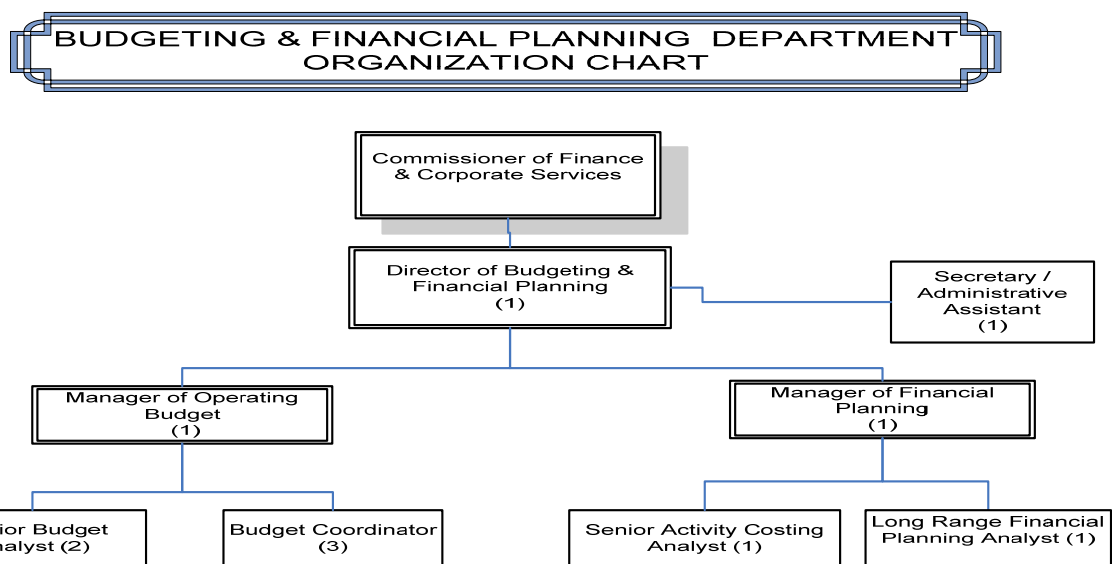 BUDGETING & FINANCIAL PLANNING DEPARTMENT
ORGANIZATION CHART
Commissioner of Finance
& Corporate Services
Director of Budgeting &
Financial Planning
(1)
Secretary /
Administrative
Assistant
(1)
Manager of Operating
Budget
(1)
Manager of Financial
Planning
(1)
Budget
(2)
Budget Coordinator
(3)
Senior Activity Costing
Analyst (1)
Long Range Financial
Planning Analyst (1)